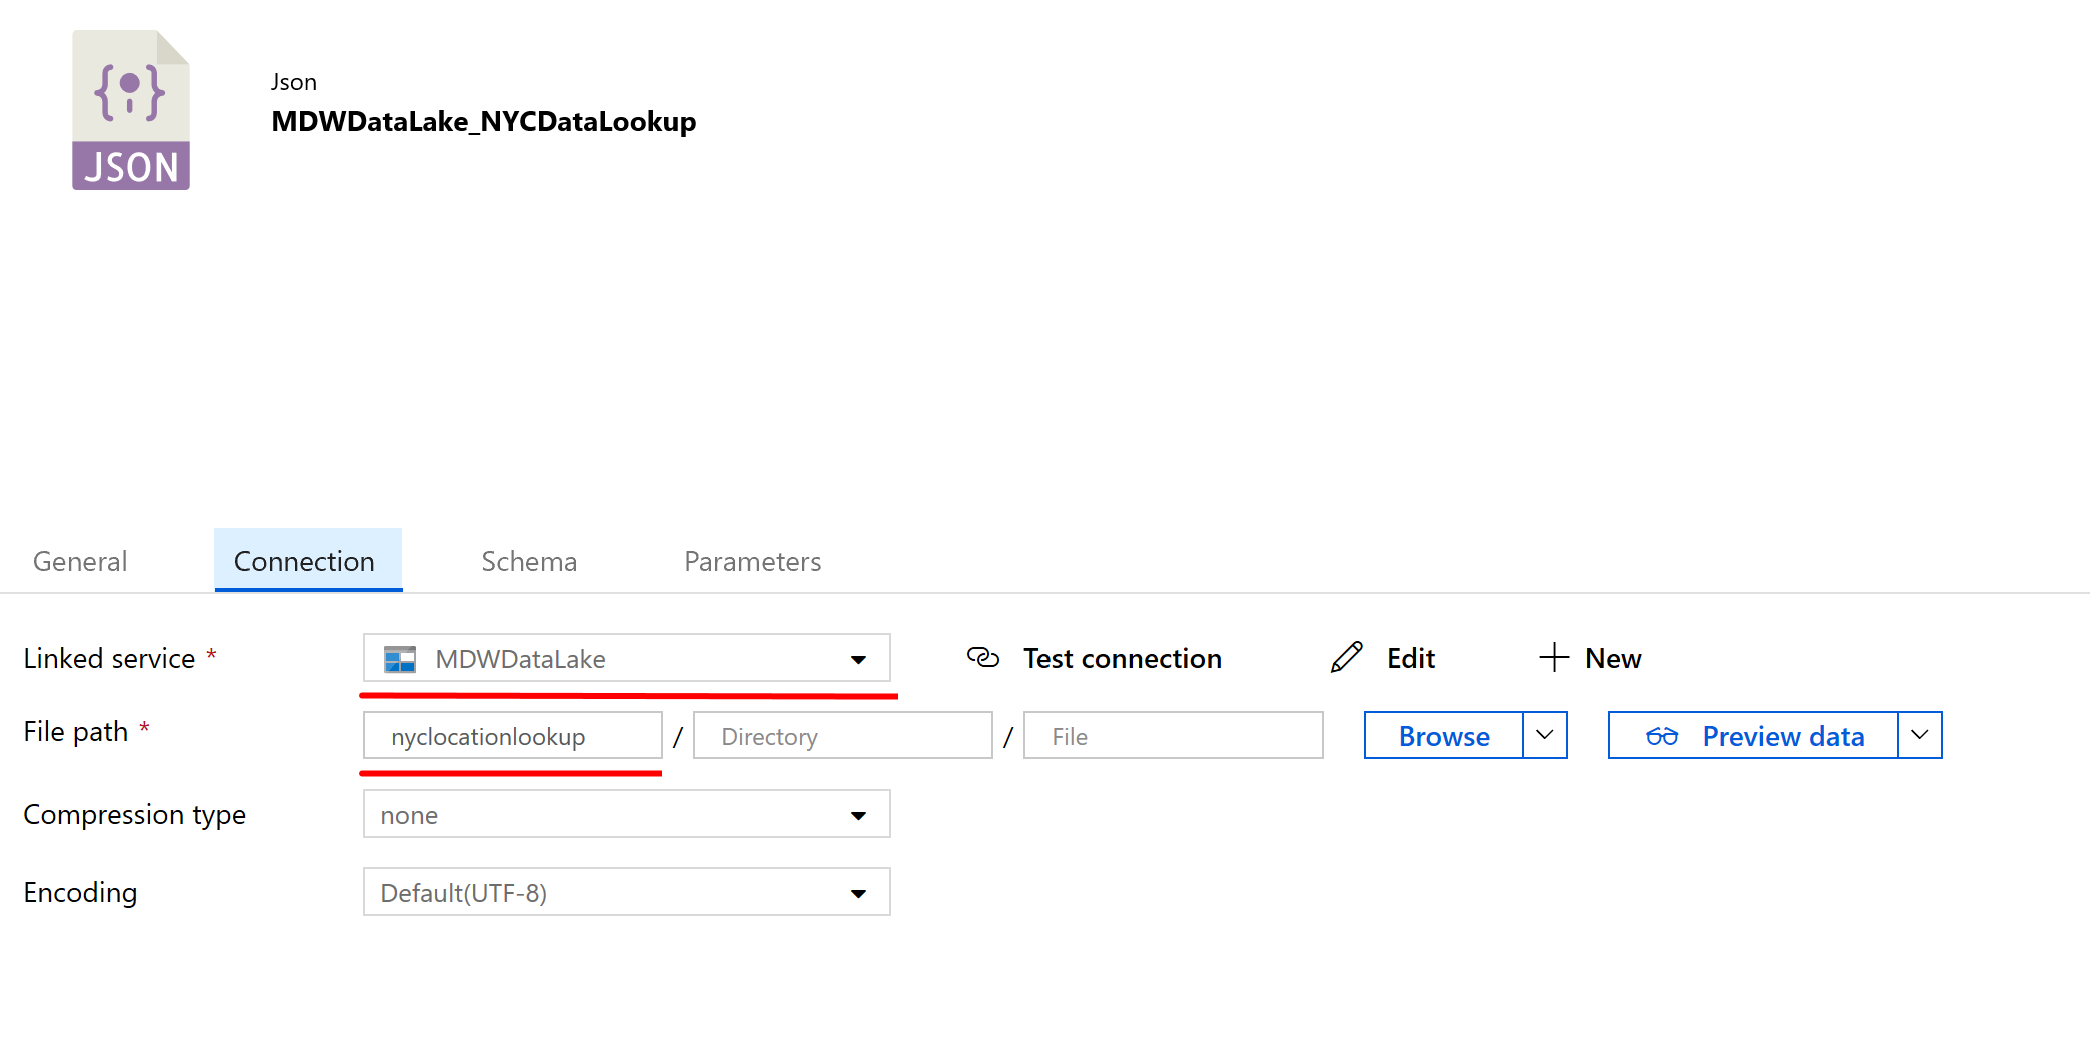 JSON
Json
MDWDataLake_NYCDataLookup
General Connection Schema Parameters
Linked service * MDWDataLake Test connection Edit New
File path * nyclocationlookup / Directory / File Browse Preview data
Compression type none
Encoding Default(UTF-8)